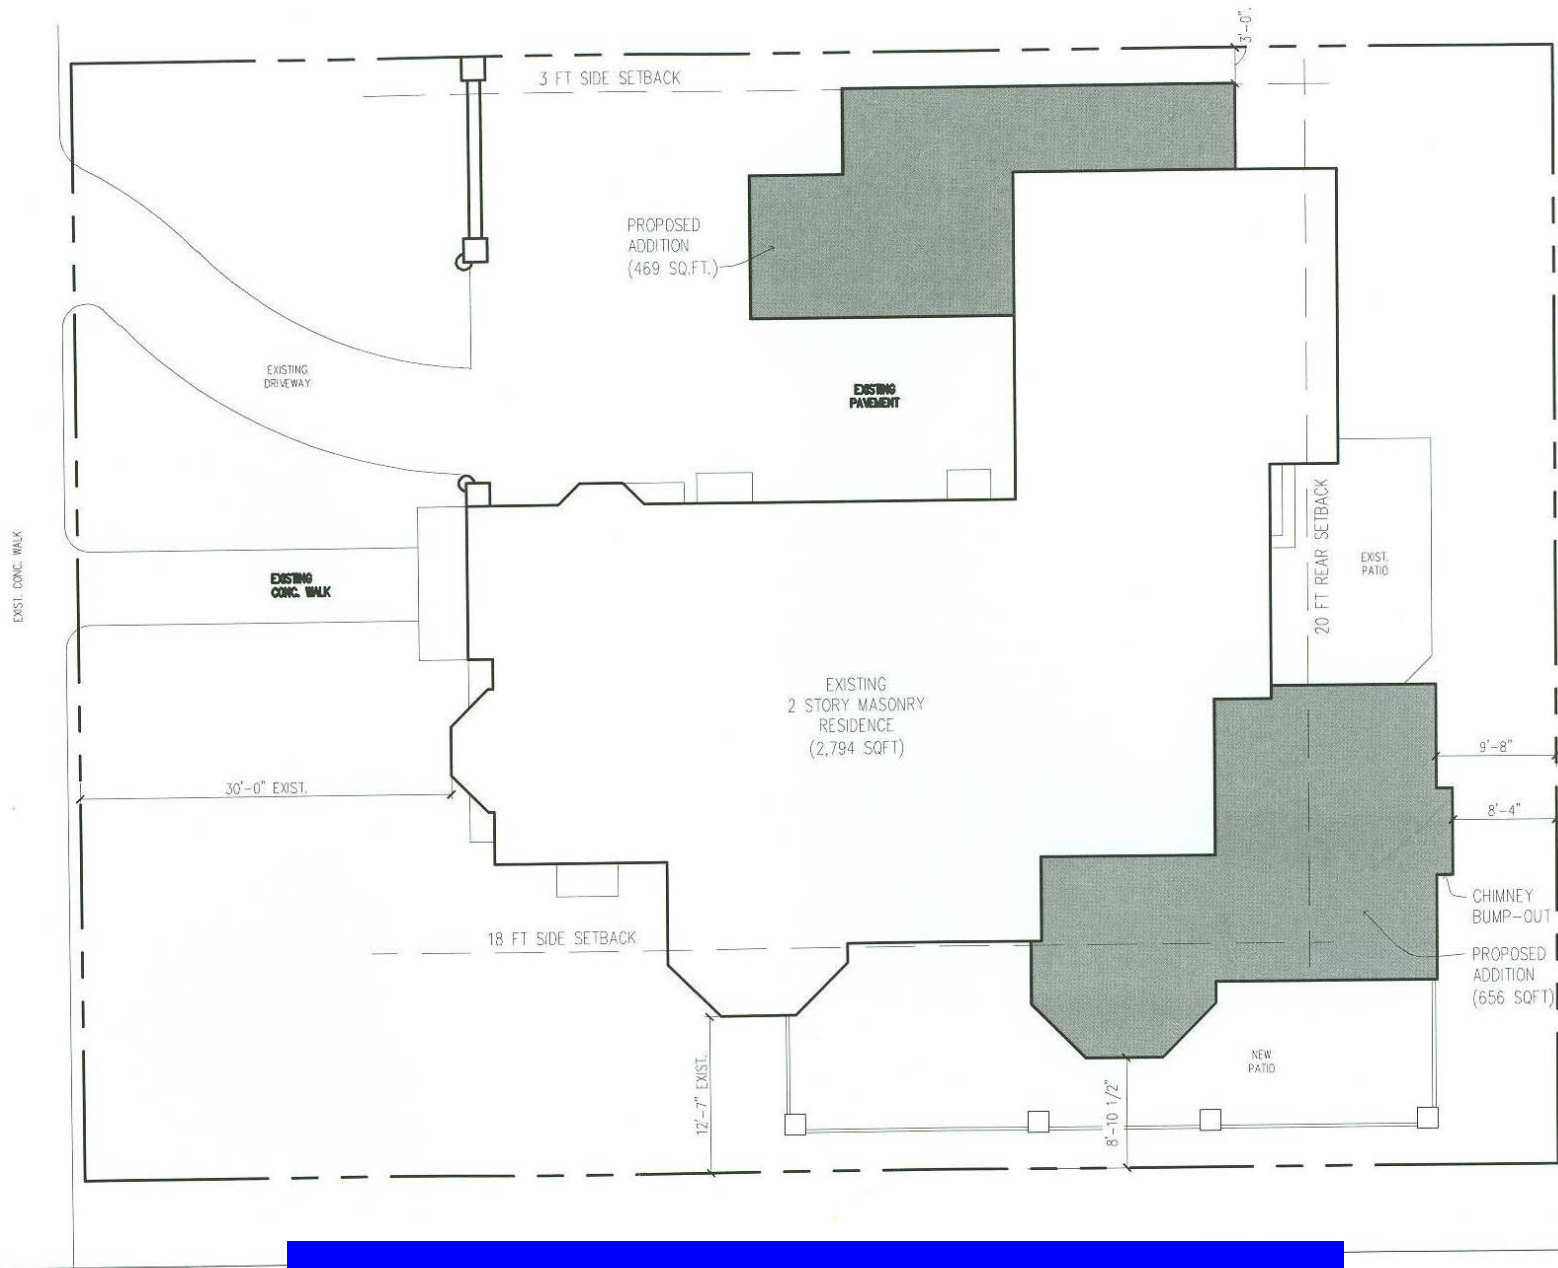 3'-0"
3 FT SIDE SETBACK
PROPOSED
ADDITION
(469 SQ.FT.)
EXISTING
DRIVEWAY
EXISTING
PAVEMENT
20 FT REAR SETBACK
EXIST.
PATIO
EXIST. CONC. WALK
EXISTING
CONC. WALK
EXISTING
2 STORY MASONRY
RESIDENCE
(2,794 SQFT)
9'-8"
30'-0" EXIST.
8'-4"
CHIMNEY
BUMP-OUT
18 FT SIDE SETBACK
PROPOSED
ADDITION
(656 SQFT)
NEW
PATIO
12'-7" EXIST.
8'-10 1/2"